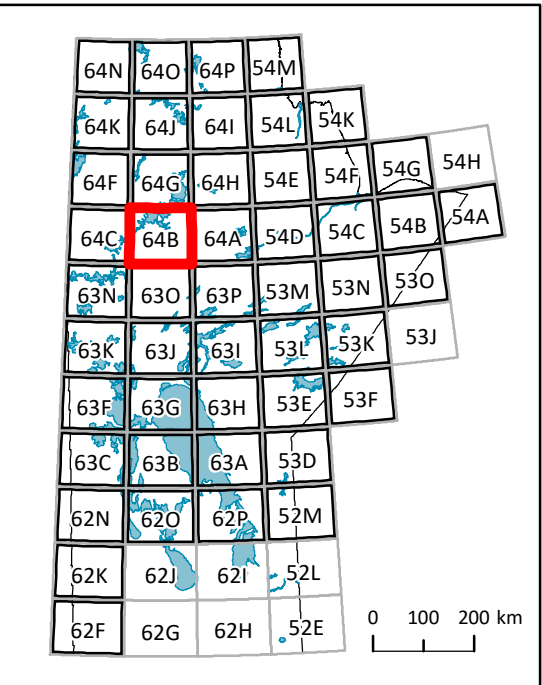 64N 64O 64P 54M
64K 64J 64I 54L 54K
64F 64G 64H 54E 54F 54G 54H
64C 64B 64A 54D 54C 54B 54A
63N 63O 63P 53M 53N 53O
63K 63J 63I 53L 53K 53J
63F 63G 63H 53E 53F
63C 63B 63A 53D
62N 62O 62P 52M
62K 62J 62I 52L
62F 62G 62H 52E
0 100 200 km